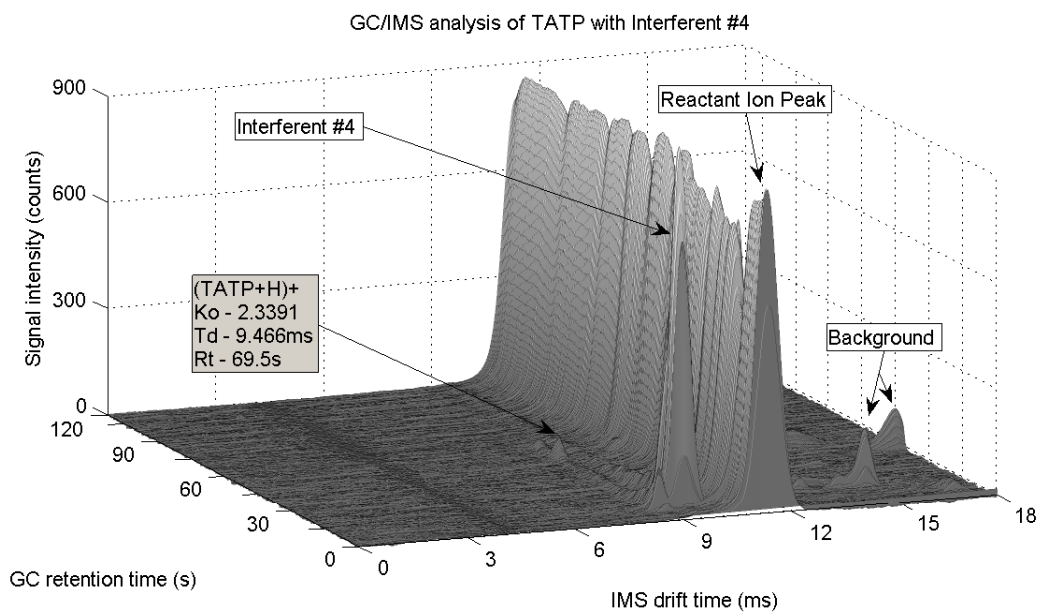 GC/IMS analysis of TATP with Interferent #4
900
600
300
0
Signal intensity (counts)
Interferent #4
Reactant Ion Peak
(TATP+H)+
Ko - 2.3391
Td - 9.466ms
Rt - 69.5s
Background
120
90
60
30
0
GC retention time (s)
0
3
6
9
12
15
18
IMS drift time (ms)